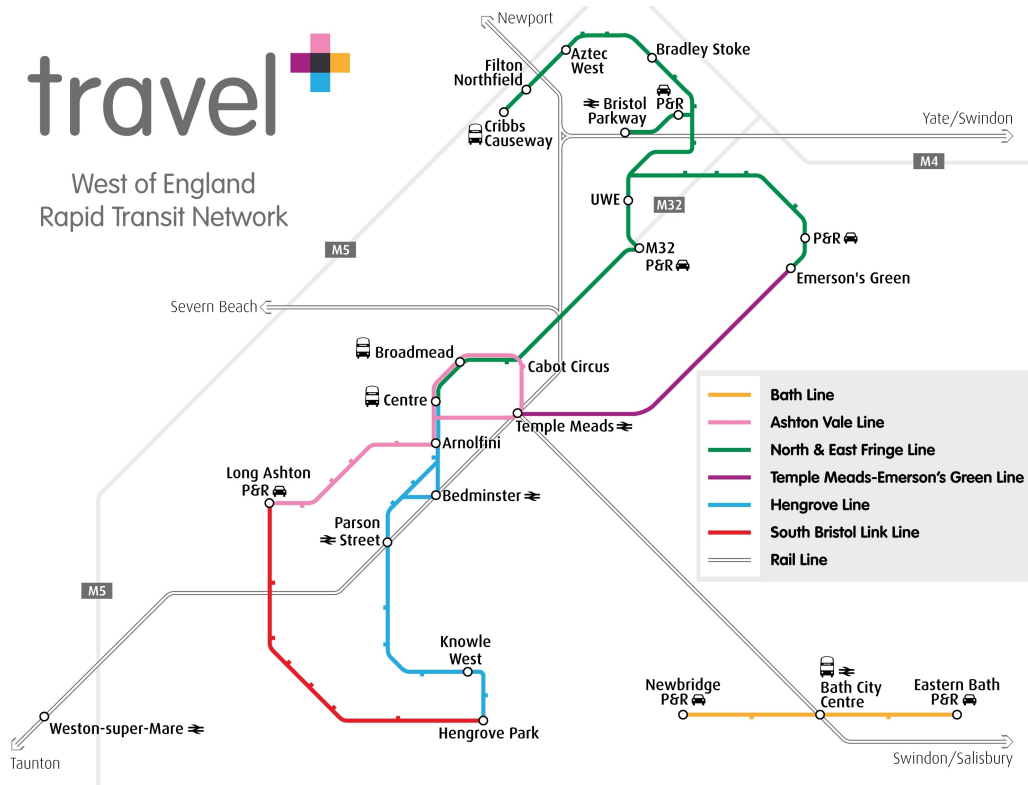 travel
West of England
Rapid Transit Network
Newport
Aztec
West
Bradley Stoke
Filton
Northfield
P&R
Bristol
Parkway
Cribbs
Causeway
Yate/Swindon
M4
UWE
M32
M5
M32
P&R
P&R
Emerson's Green
Severn Beach
Broadmead
Cabot Circus
Centre
Temple Meads
Arnolfini
Long Ashton
P&R
Bedminster
Parson
Street
Bath Line
Ashton Vale Line
North & East Fringe Line
Temple Meads-Emerson's Green Line
Hengrove Line
South Bristol Link Line
Rail Line
M5
Knowle
West
Newbridge
P&R
Bath City
Centre
Eastern Bath
P&R
Weston-super-Mare
Hengrove Park
Taunton
Swindon/Salisbury